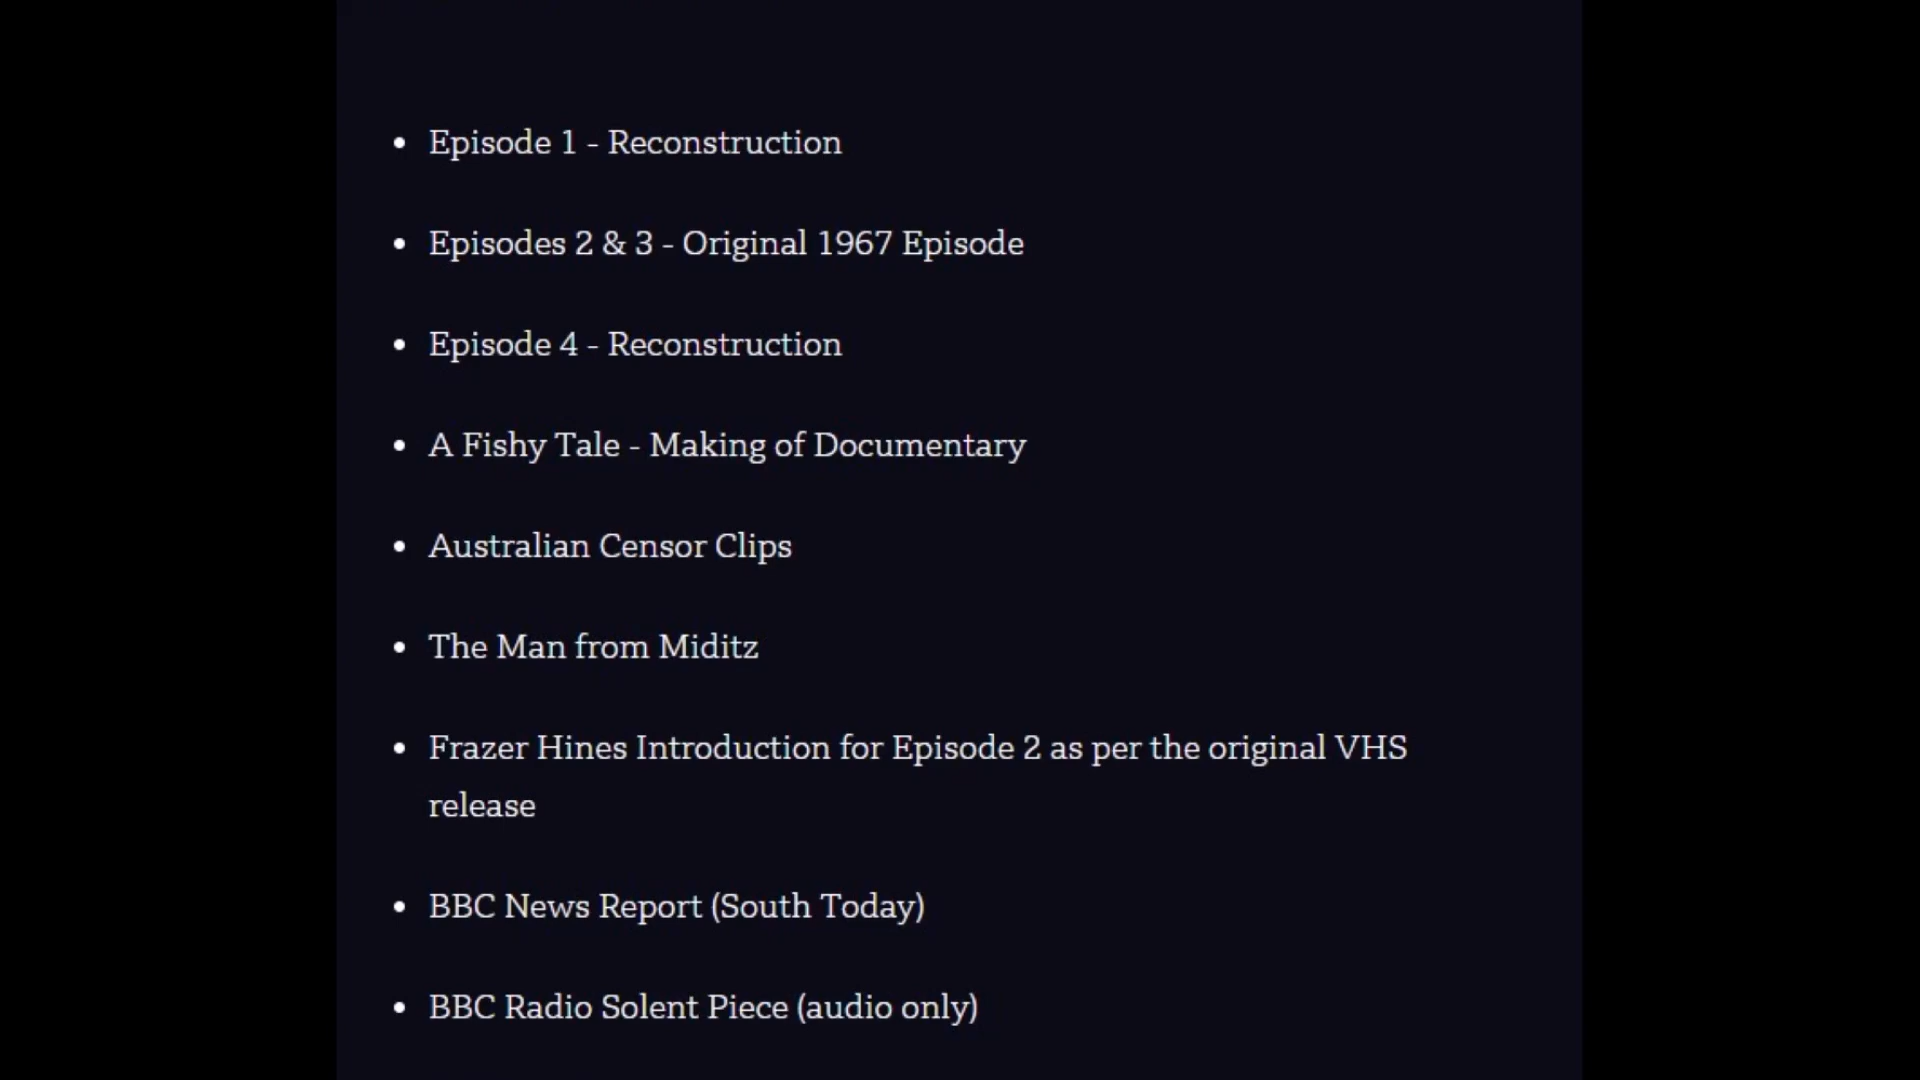 • Episode 1 - Reconstruction
• Episodes 2 & 3 - Original 1967 Episode
• Episode 4 - Reconstruction
• A Fishy Tale - Making of Documentary
• Australian Censor Clips
• The Man from Miditz
• Frazer Hines Introduction for Episode 2 as per the original VHS
release
• BBC News Report (South Today)
• BBC Radio Solent Piece (audio only)